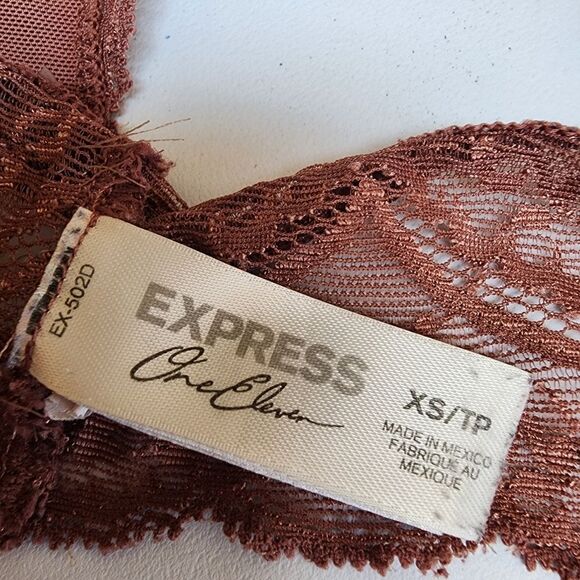 EX-502D
EXPRESS
One Eleven
XS/TP
MADE IN MEXICO
FABRIQUE AU
MEXIQUE